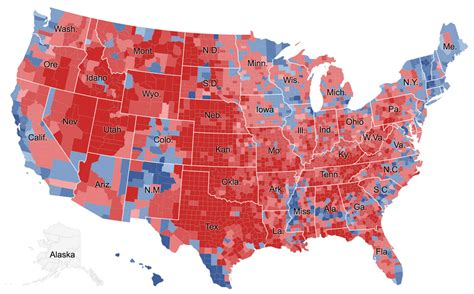 Wash.
Mont.
N.D.
Minn.
Me.
Ore.
Idaho
S.D.
Wis.
N.Y.
Wyo.
Mich.
Iowa
Pa.
Neb.
Nev.
Utah
Ill.
Ind.
Ohio
Calif.
Colo.
W.Va.
Va.
Kan.
Mo.
Ky.
Tenn.
N.C.
Ariz.
N.M.
Okla.
Ark.
S.C.
Miss.
Ala.
Ga.
Tex.
Alaska
Fla.